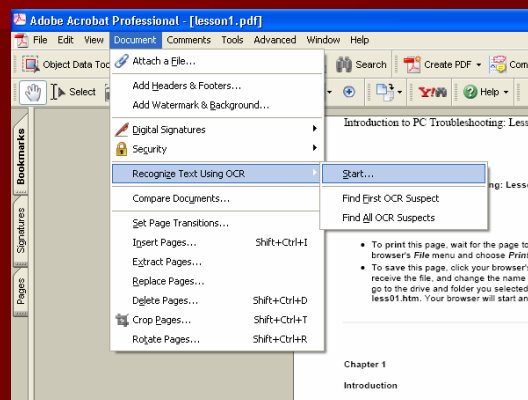 Adobe Acrobat Professional - [lesson1.pdf]
File Edit View Document Comments Tools Advanced Window Help
Object Data Too
Search
Create PDF
Com
Select
Y!
Help
Bookmarks
Signatures
Pages
Attach a File...
Add Headers & Footers...
Add Watermark & Background...
Digital Signatures
Security
Recognize Text Using OCR
Compare Documents...
Set Page Transitions...
Insert Pages... Shift+Ctrl+I
Extract Pages...
Replace Pages...
Delete Pages... Shift+Ctrl+D
Crop Pages... Shift+Ctrl+T
Rotate Pages... Shift+Ctrl+R
Start...
Find First OCR Suspect
Find All OCR Suspects
Introduction to PC Troubleshooting: Less
ng: Less
To print this page, wait for the page to
browser's File menu and choose Print
To save this page, click your browser's
receive the file, and change the name
go to the drive and folder you selected
less01.htm. Your browser will start an
Chapter 1
Introduction